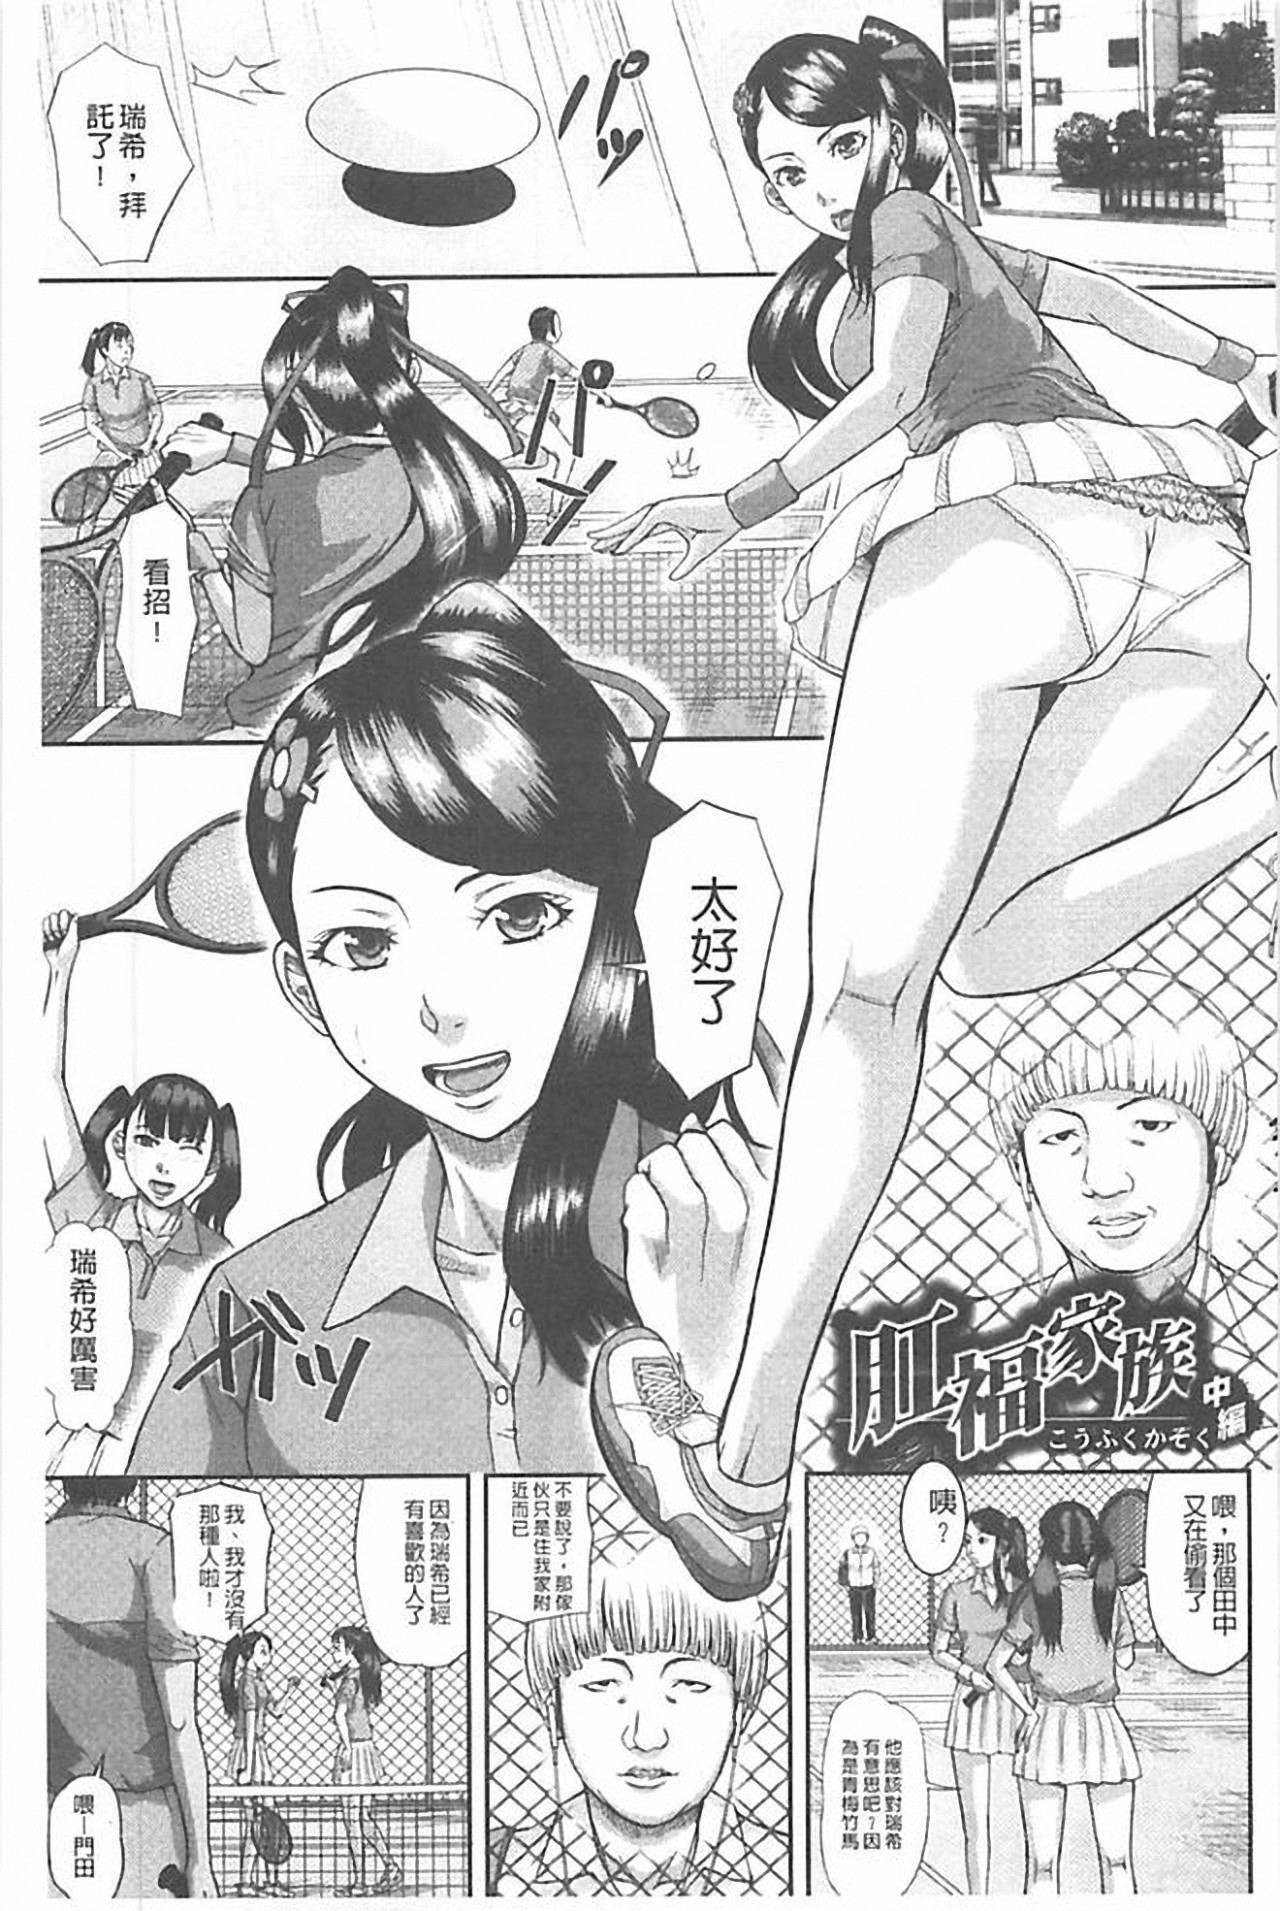 瑞希，拜
託了！
パッ
看招！
太好了
瑞希好厲害
ガッ
肛福家族
中編
こうふくかぞく
喂，那個田中
又在偷看了
咦？
他應該對瑞希
有意思吧？因
為是青梅竹馬
不要說了，那傢
伙只是住我家附
近而已
因為瑞希已經
有喜歡的人了
我、我才沒有
那種人啦！
喂—門田